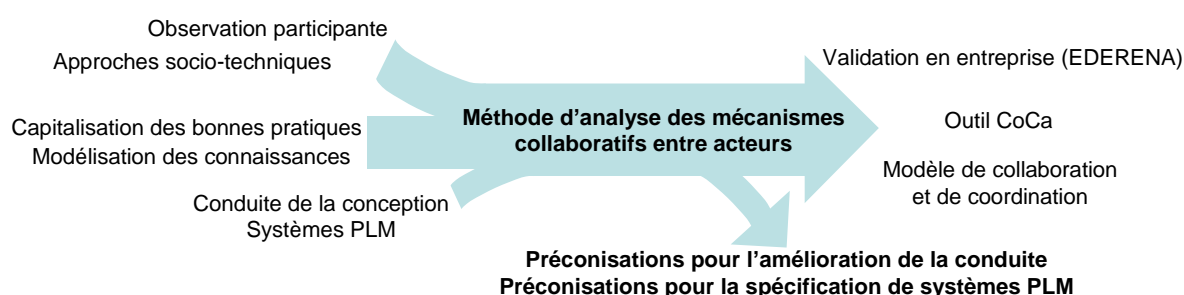 Observation participante
Approches socio-techniques
Capitalisation des bonnes pratiques
Modélisation des connaissances
Conduite de la conception
Systèmes PLM
Méthode d’analyse des mécanismes
collaboratifs entre acteurs
Validation en entreprise (EDERENA)
Outil CoCa
Modèle de collaboration
et de coordination
Préconisations pour l’amélioration de la conduite
Préconisations pour la spécification de systèmes PLM